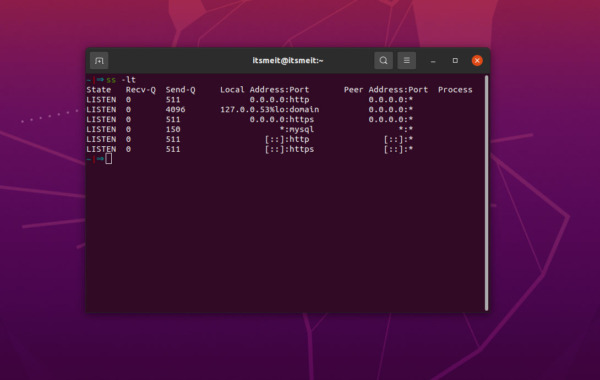 itsmeit@itsmeit:~
~|⇒ ss -lt
State Recv-Q Send-Q Local Address:Port Peer Address:Port Process
LISTEN 0 511 0.0.0.0:http 0.0.0.0:*
LISTEN 0 4096 127.0.0.53%lo:domain 0.0.0.0:*
LISTEN 0 511 0.0.0.0:https 0.0.0.0:*
LISTEN 0 150 *:mysql *:*
LISTEN 0 511 [::]:http [::]:*
LISTEN 0 511 [::]:https [::]:*
~|⇒